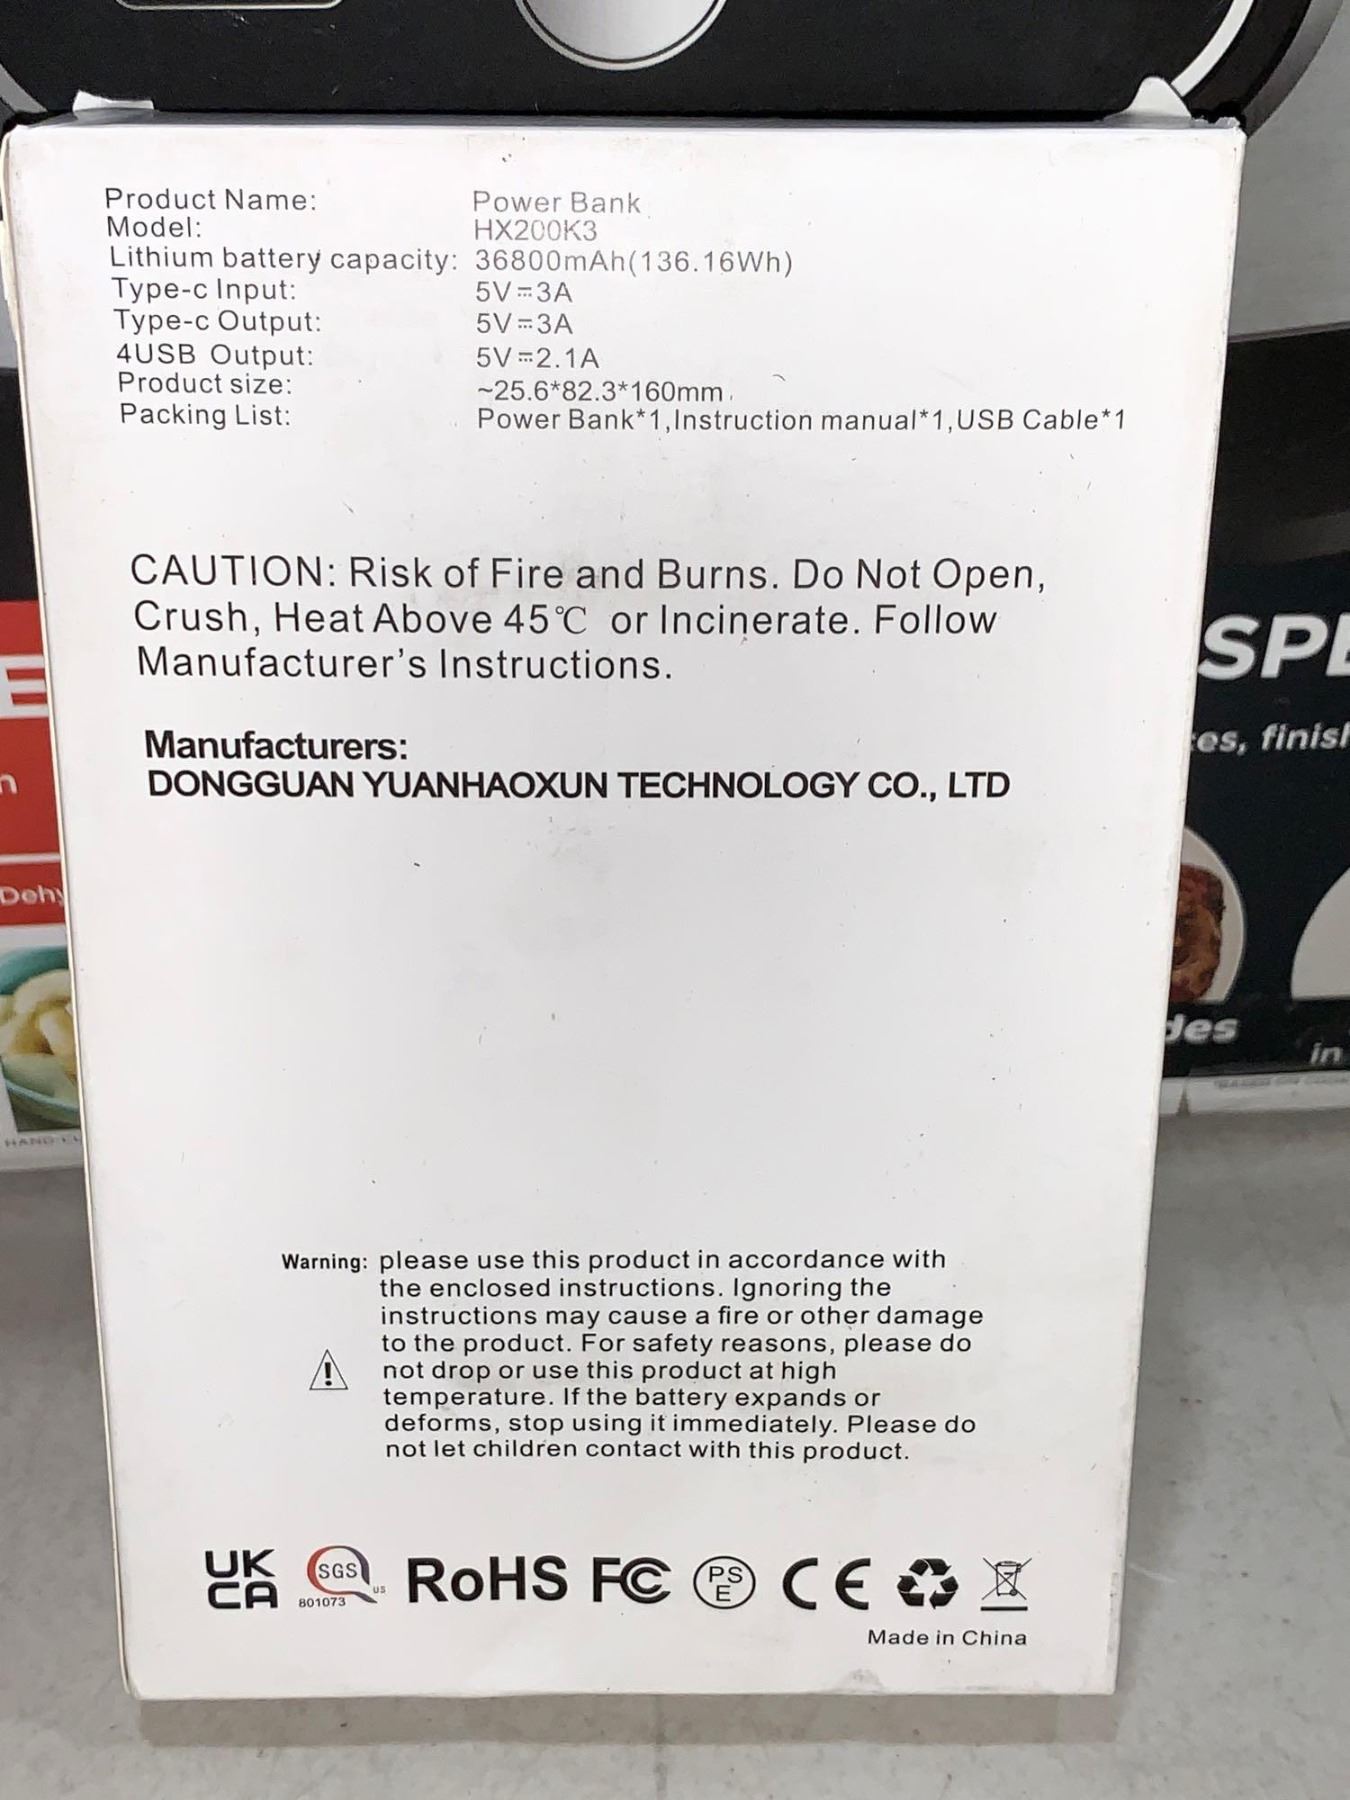 Product Name: Power Bank
Model: HX200K3
Lithium battery capacity: 36800mAh(136.16Wh)
Type-c Input: 5V⎓3A
Type-c Output: 5V⎓3A
4USB Output: 5V⎓2.1A
Product size: ~25.6*82.3*160mm
Packing List: Power Bank*1,Instruction manual*1,USB Cable*1
CAUTION: Risk of Fire and Burns. Do Not Open,
Crush, Heat Above 45℃ or Incinerate. Follow
Manufacturer's Instructions.
Manufacturers:
DONGGUAN YUANHAOXUN TECHNOLOGY CO., LTD
Warning: please use this product in accordance with
the enclosed instructions. Ignoring the
instructions may cause a fire or other damage
to the product. For safety reasons, please do
not drop or use this product at high
temperature. If the battery expands or
deforms, stop using it immediately. Please do
not let children contact with this product.
UK
CA
SGS
US
801073
RoHS FC PS
E
CE
Made in China
SPE
es, finish
des
in
E
n
Dehy